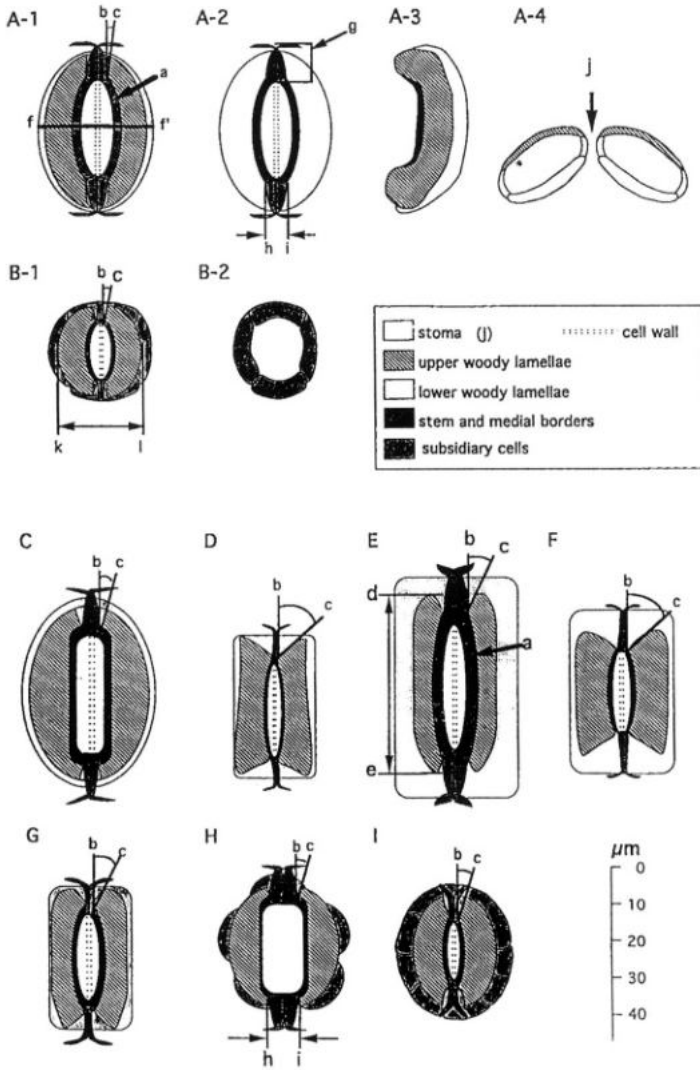 A-1 A-2 A-3 A-4
b c
g
a
j
f f'
h i
B-1 B-2
b c
k l
stoma (j) cell wall
upper woody lamellae
lower woody lamellae
stem and medial borders
subsidiary cells
C D E F
b c
b c
b c
b c
d
a
e
G H I
b c
b c
b c
h i
µm
0
10
20
30
40